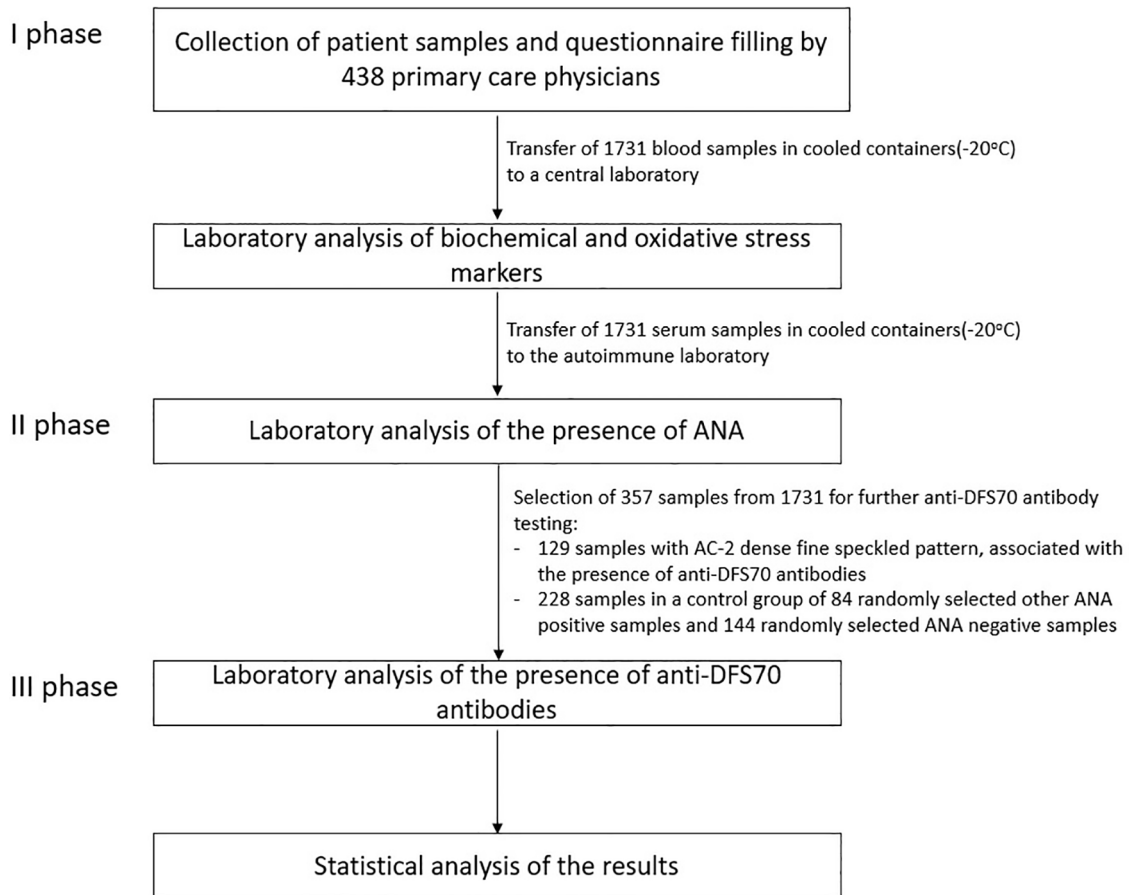 I phase
Collection of patient samples and questionnaire filling by
438 primary care physicians
Transfer of 1731 blood samples in cooled containers(-20°C)
to a central laboratory
Laboratory analysis of biochemical and oxidative stress
markers
Transfer of 1731 serum samples in cooled containers(-20°C)
to the autoimmune laboratory
II phase
Laboratory analysis of the presence of ANA
Selection of 357 samples from 1731 for further anti-DFS70 antibody
testing:
- 129 samples with AC-2 dense fine speckled pattern, associated with
the presence of anti-DFS70 antibodies
- 228 samples in a control group of 84 randomly selected other ANA
positive samples and 144 randomly selected ANA negative samples
III phase
Laboratory analysis of the presence of anti-DFS70
antibodies
Statistical analysis of the results